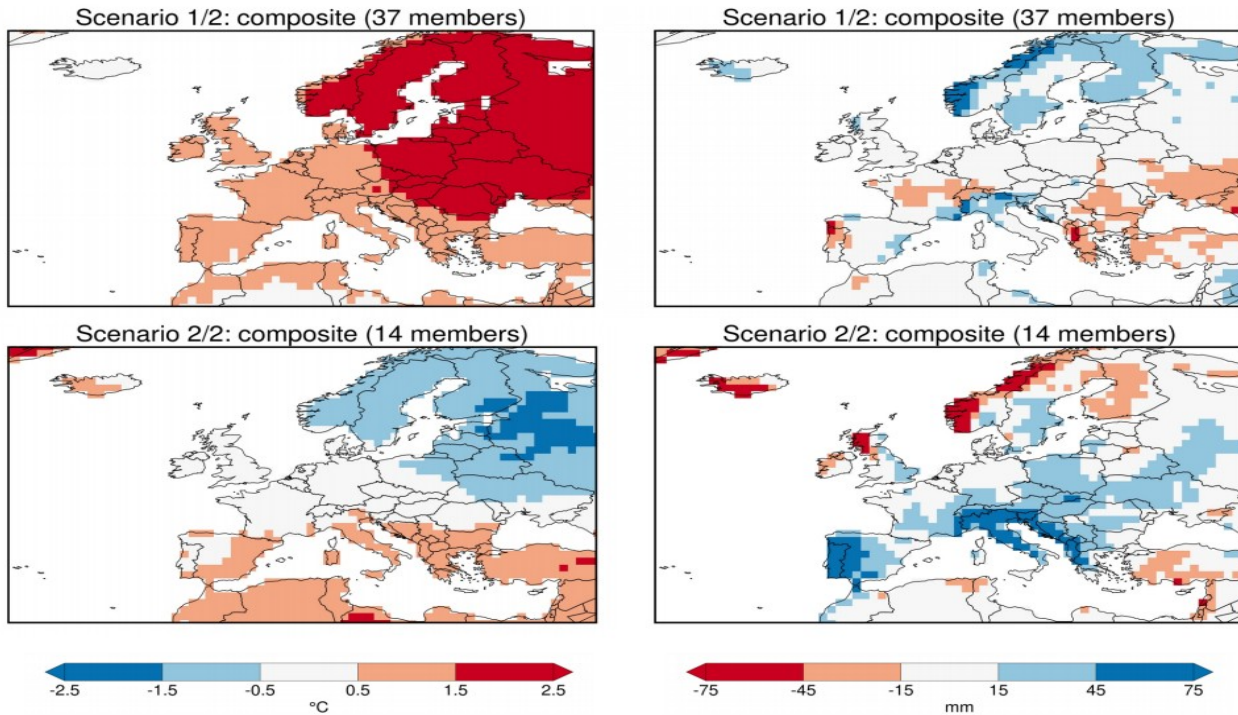 Scenario 1/2: composite (37 members)
Scenario 1/2: composite (37 members)
Scenario 2/2: composite (14 members)
Scenario 2/2: composite (14 members)
-2.5 -1.5 -0.5 0.5 1.5 2.5
°C
-75 -45 -15 15 45 75
mm